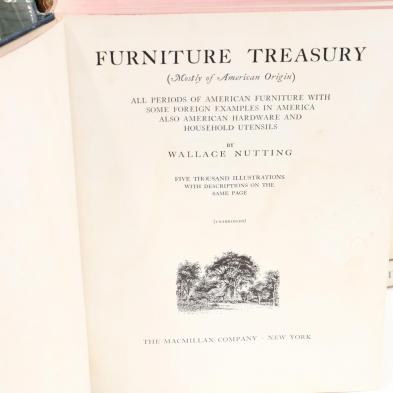 FURNITURE TREASURY
(Mostly of American Origin)
ALL PERIODS OF AMERICAN FURNITURE WITH
SOME FOREIGN EXAMPLES IN AMERICA
ALSO AMERICAN HARDWARE AND
HOUSEHOLD UTENSILS
BY
WALLACE NUTTING
FIVE THOUSAND ILLUSTRATIONS
WITH DESCRIPTIONS ON THE
SAME PAGE
(UNABRIDGED)
THE MACMILLAN COMPANY · NEW YORK